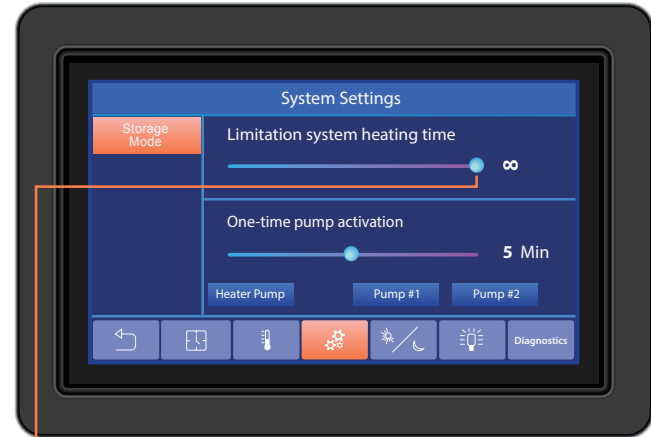 System Settings
Storage
Mode
Limitation system heating time
∞
One-time pump activation
5 Min
Heater Pump
Pump #1
Pump #2
Diagnostics